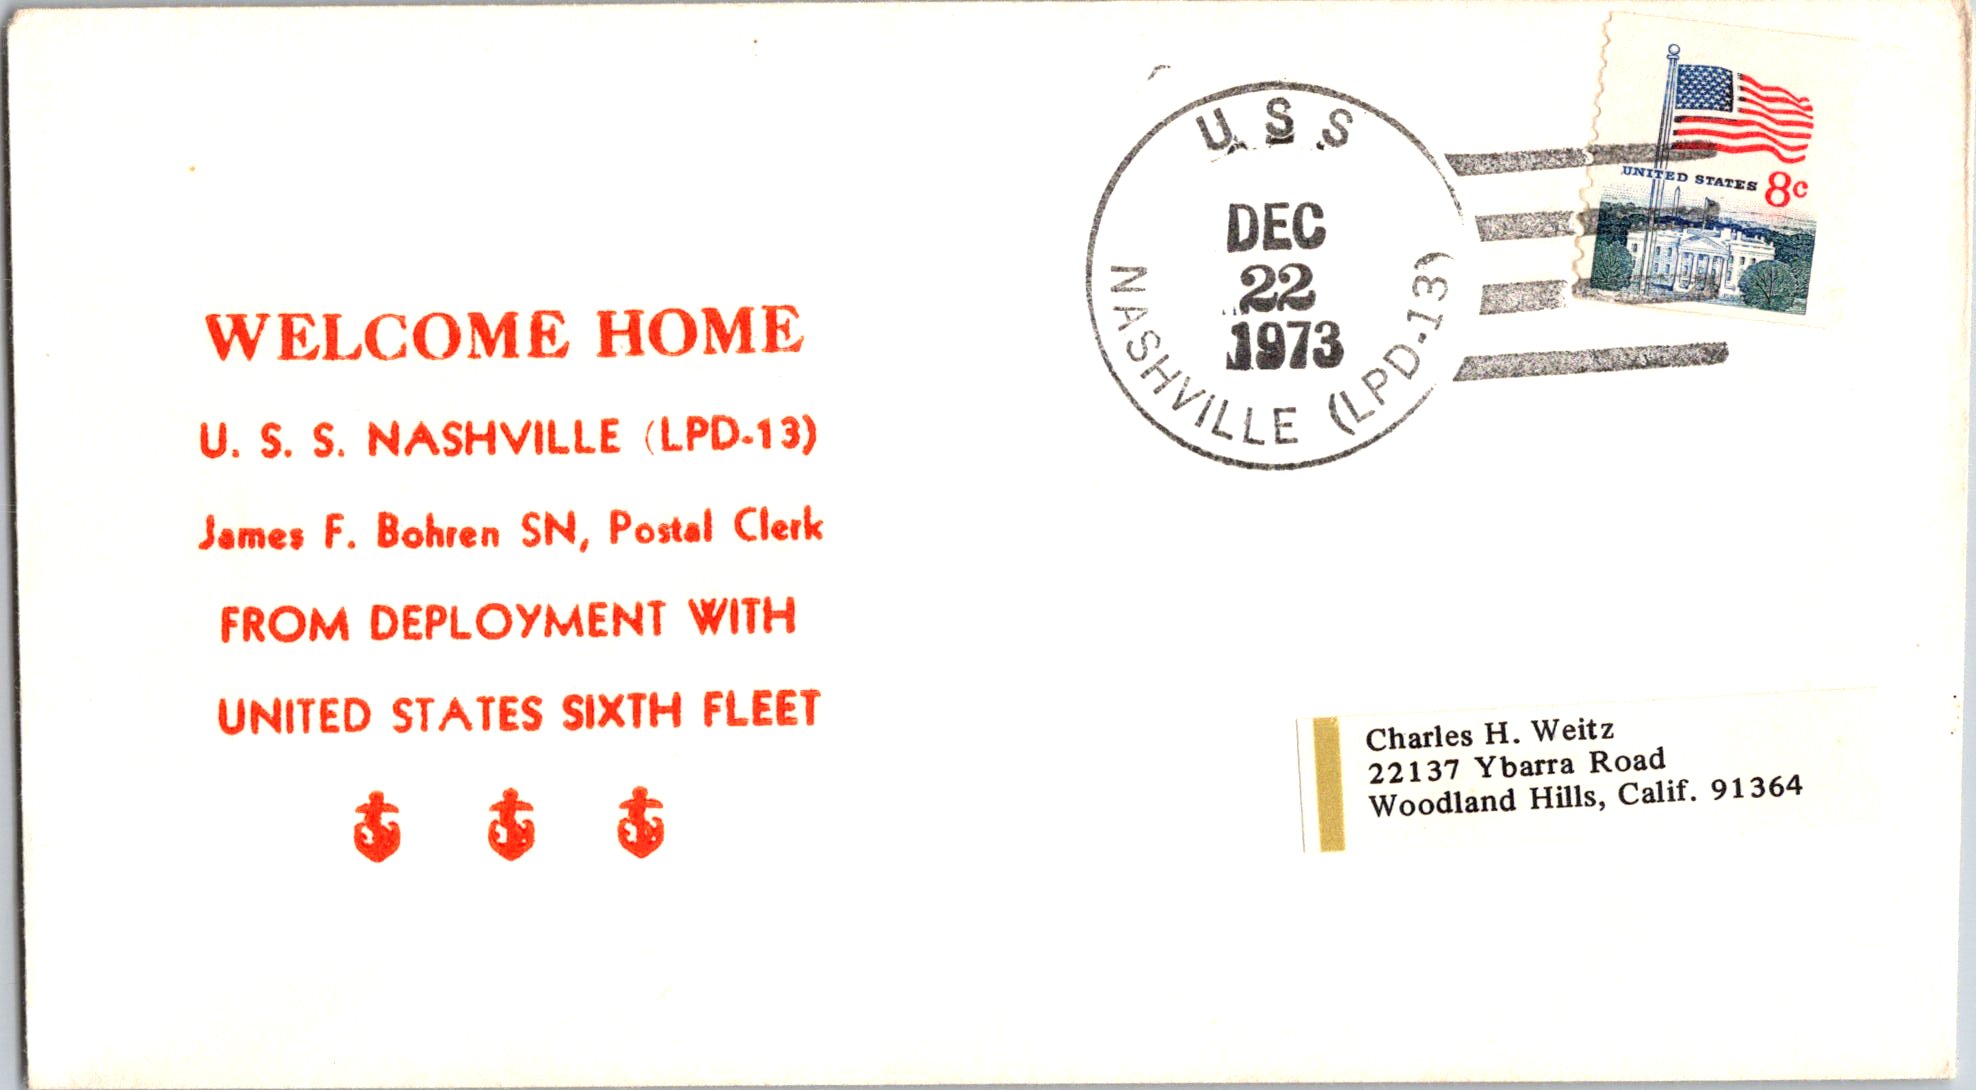 WELCOME HOME
U. S. S. NASHVILLE (LPD-13)
James F. Bohren SN, Postal Clerk
FROM DEPLOYMENT WITH
UNITED STATES SIXTH FLEET
U. S. S.
DEC
22
1973
NASHVILLE (LPD-13)
UNITED STATES 8c
Charles H. Weitz
22137 Ybarra Road
Woodland Hills, Calif. 91364